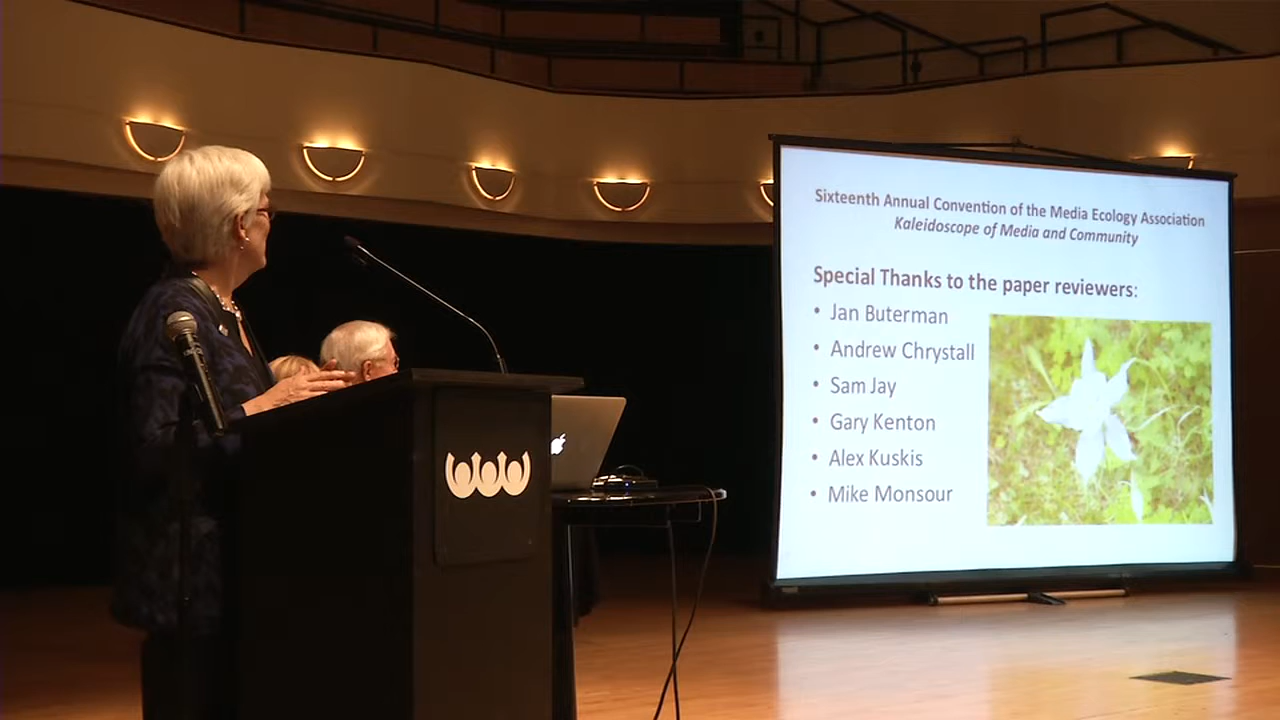 Sixteenth Annual Convention of the Media Ecology Association
Kaleidoscope of Media and Community
Special Thanks to the paper reviewers:
• Jan Buterman
• Andrew Chrystall
• Sam Jay
• Gary Kenton
• Alex Kuskis
• Mike Monsour